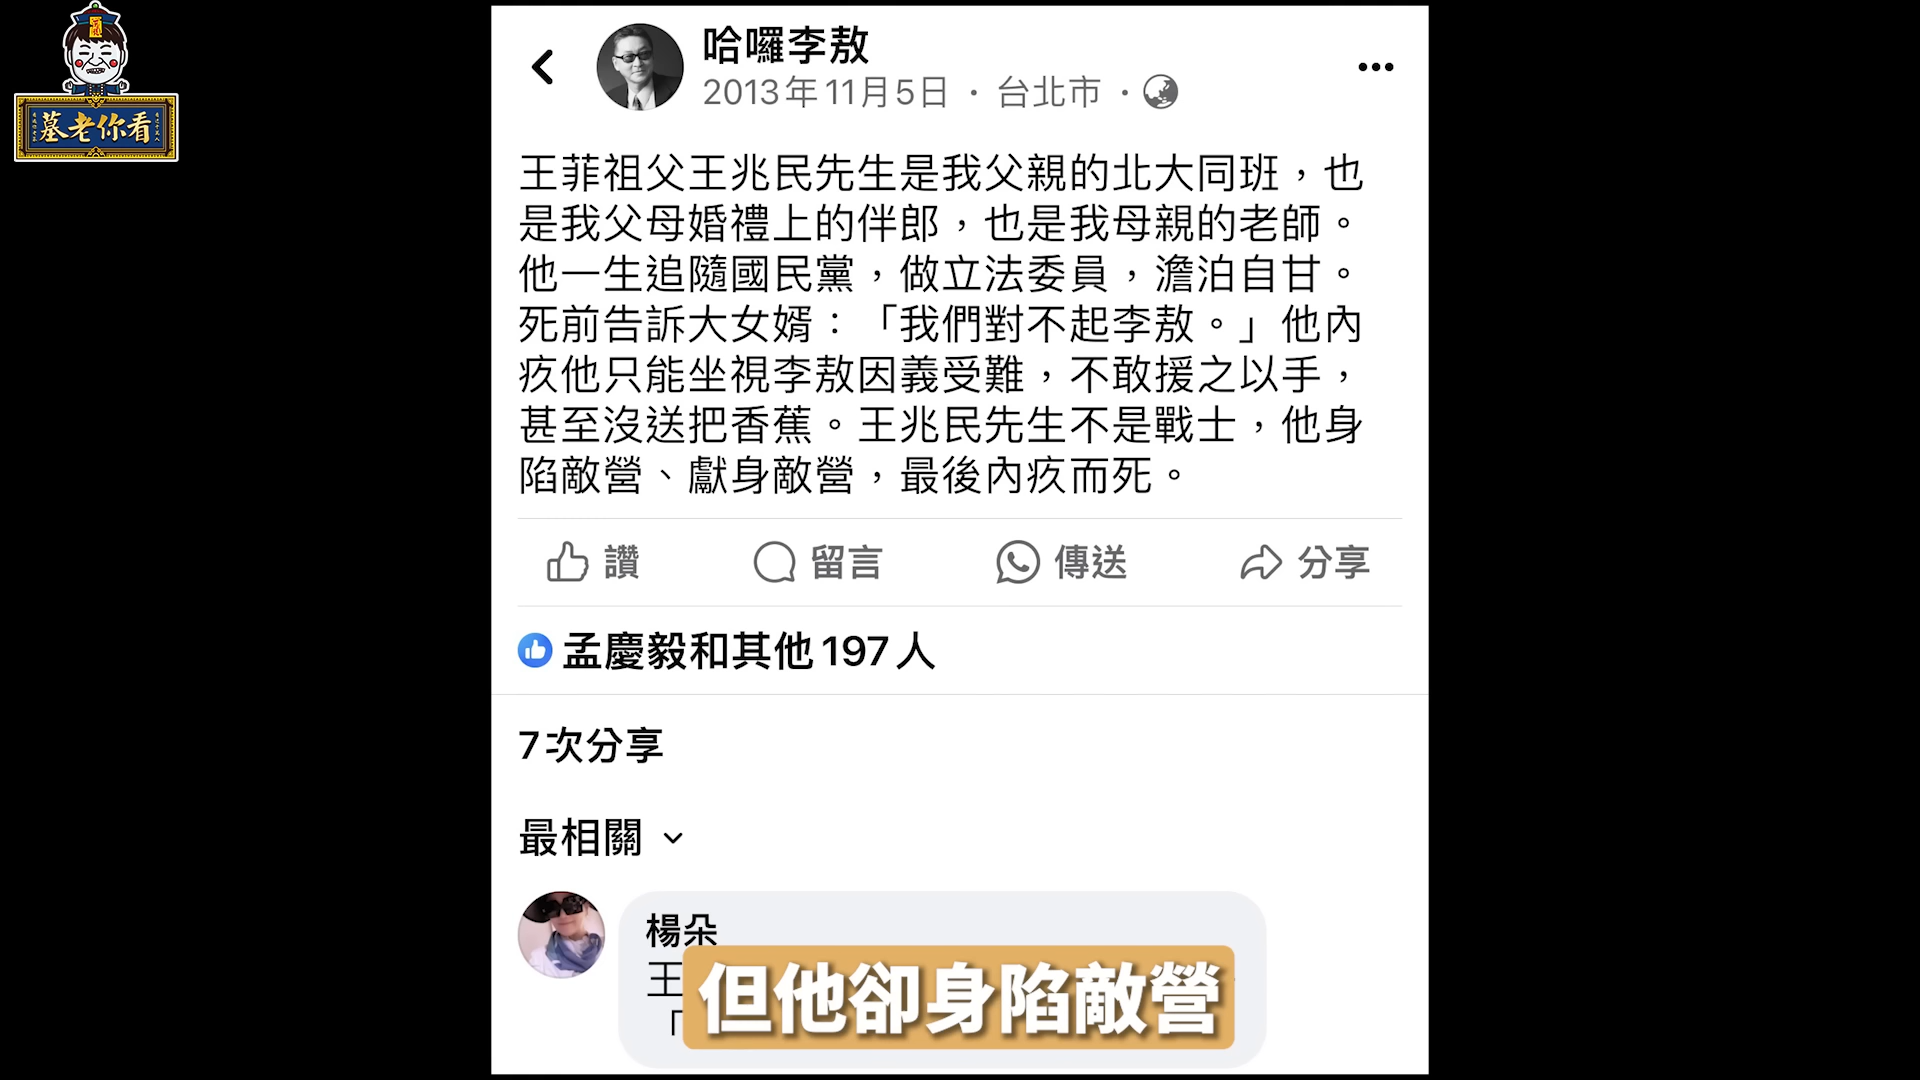 墓老你看
哈囉李敖
2013年11月5日 · 台北市 ·
王菲祖父王兆民先生是我父親的北大同班，也
是我父母婚禮上的伴郎，也是我母親的老師。
他一生追隨國民黨，做立法委員，澹泊自甘。
死前告訴大女婿：「我們對不起李敖。」他內
疚他只能坐視李敖因義受難，不敢援之以手，
甚至沒送把香蕉。王兆民先生不是戰士，他身
陷敵營、獻身敵營，最後內疚而死。
讚 留言 傳送 分享
孟慶毅和其他197人
7次分享
最相關
楊朵
王
「
但他卻身陷敵營